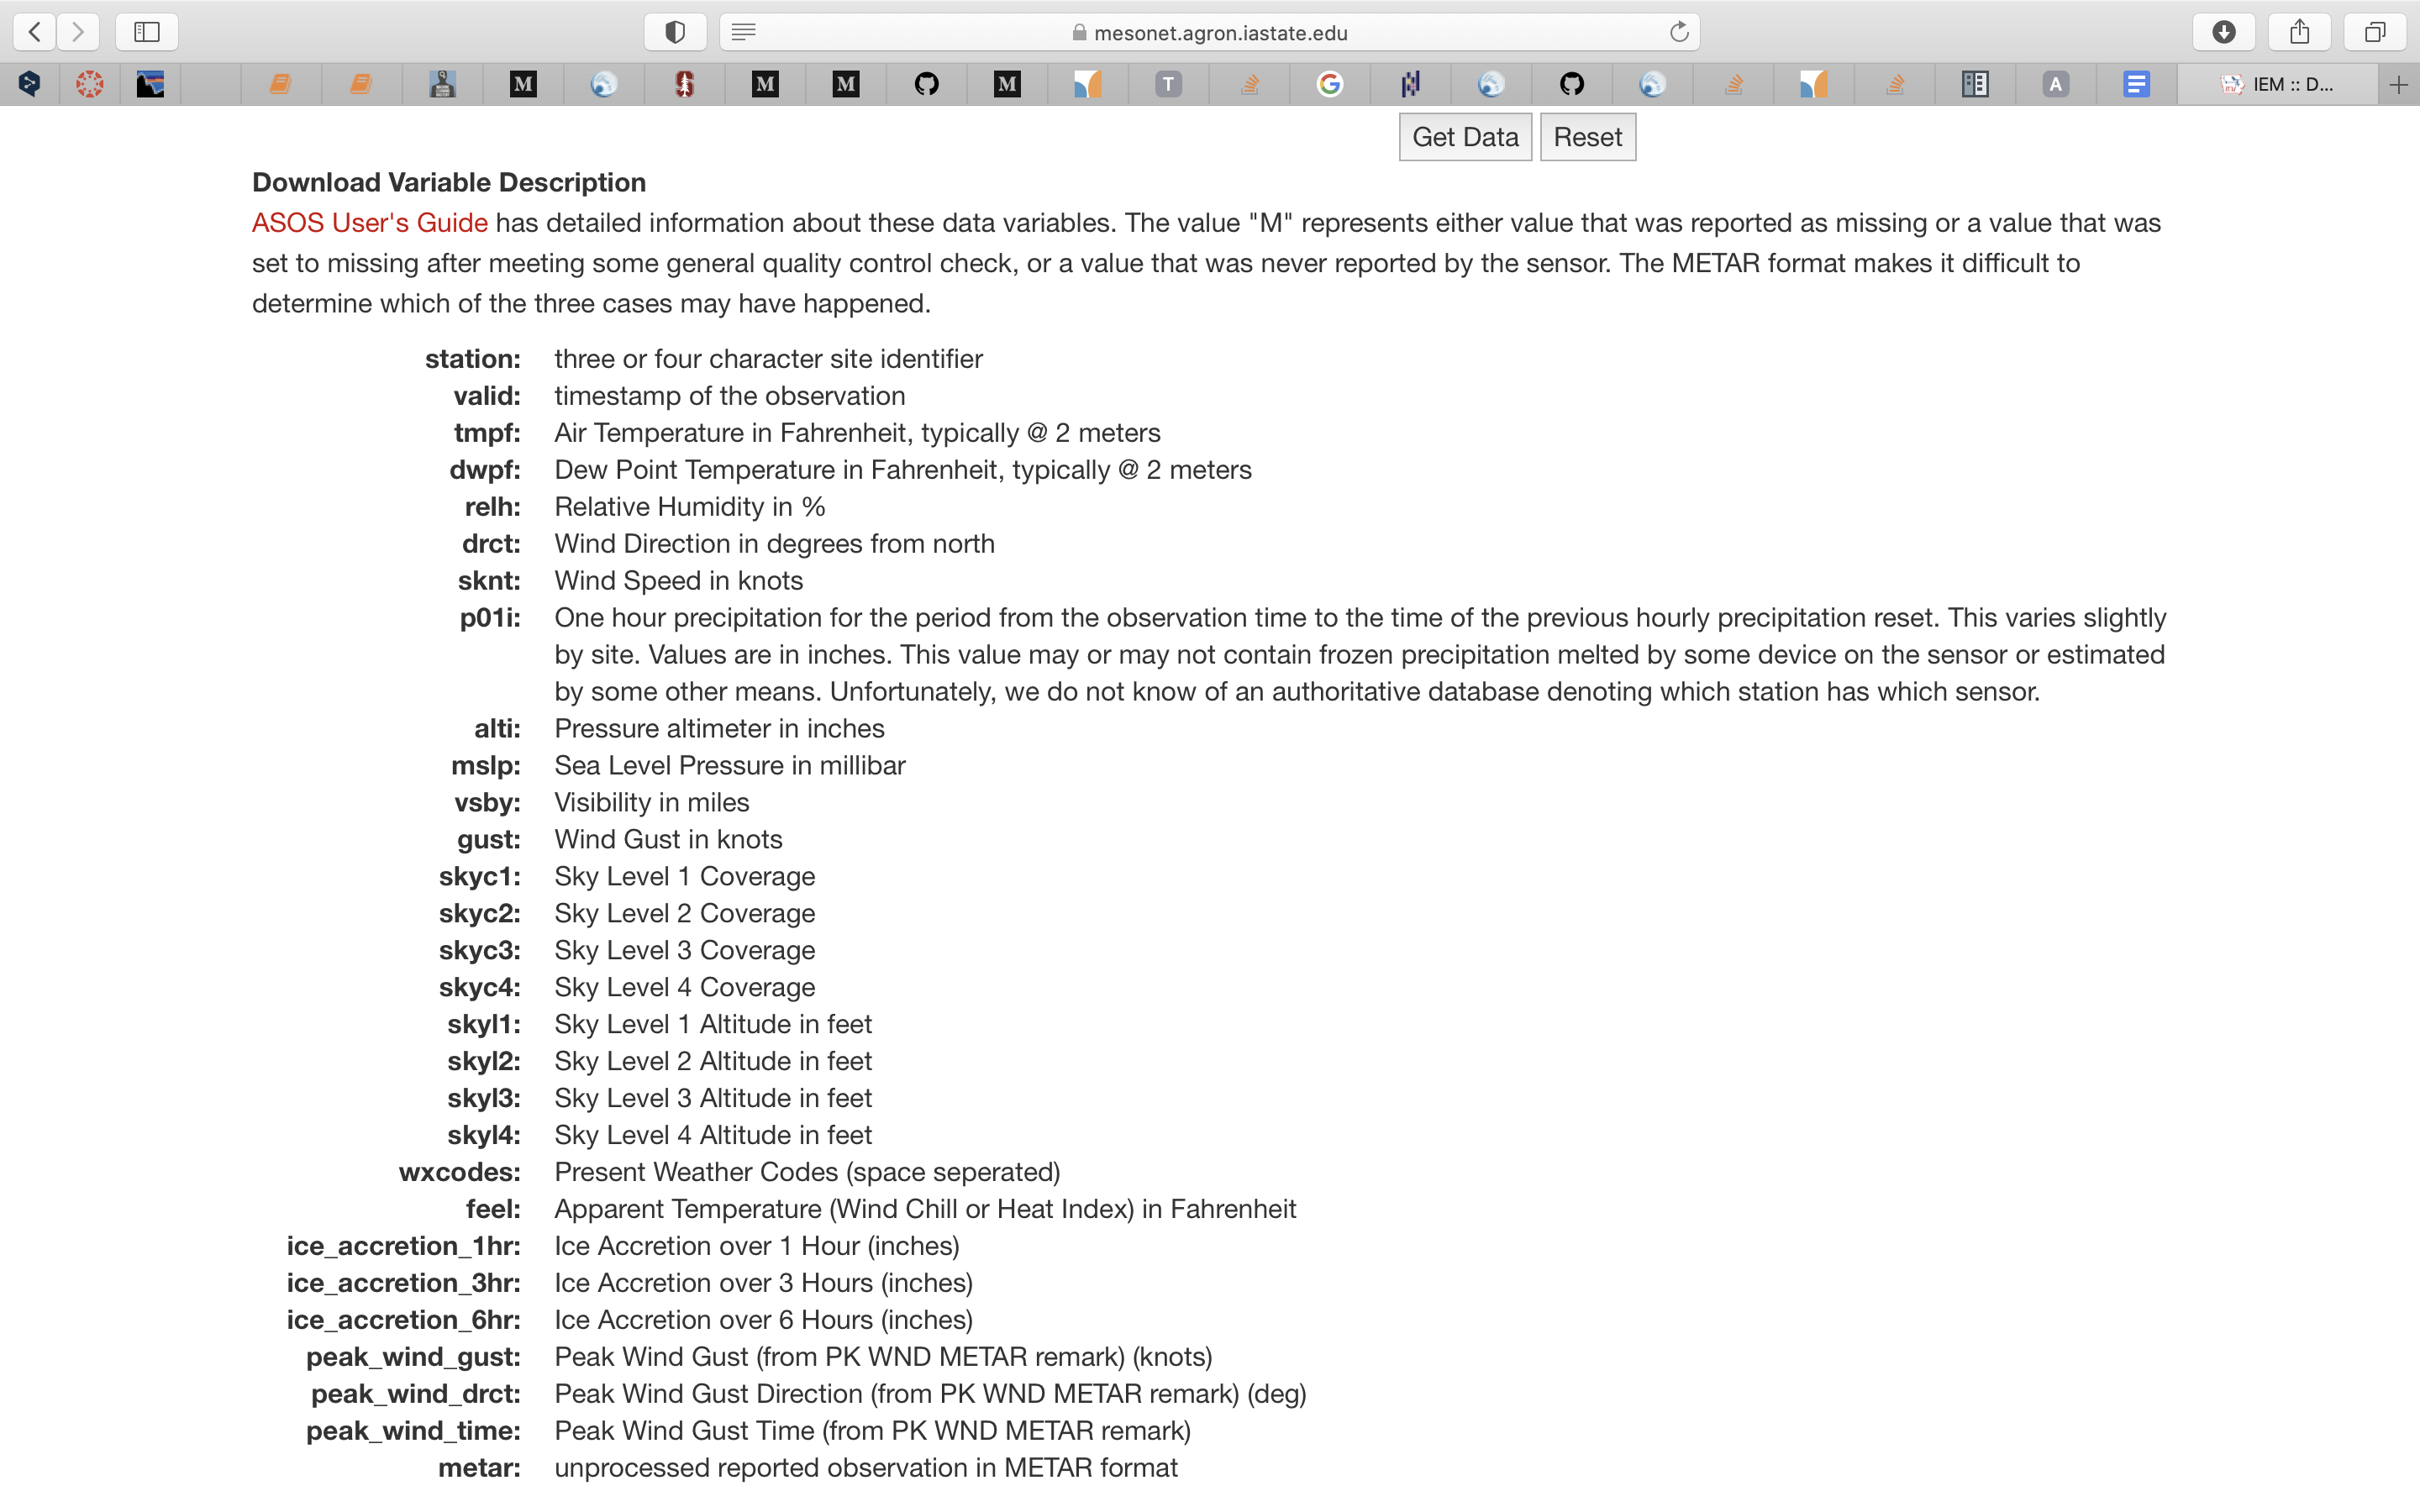 mesonet.agron.iastate.edu
M
M
M
M
T
G
A
IEM :: D...
Get Data
Reset
Download Variable Description
ASOS User's Guide has detailed information about these data variables. The value "M" represents either value that was reported as missing or a value that was
set to missing after meeting some general quality control check, or a value that was never reported by the sensor. The METAR format makes it difficult to
determine which of the three cases may have happened.
station: three or four character site identifier
valid: timestamp of the observation
tmpf: Air Temperature in Fahrenheit, typically @ 2 meters
dwpf: Dew Point Temperature in Fahrenheit, typically @ 2 meters
relh: Relative Humidity in %
drct: Wind Direction in degrees from north
sknt: Wind Speed in knots
p01i: One hour precipitation for the period from the observation time to the time of the previous hourly precipitation reset. This varies slightly
by site. Values are in inches. This value may or may not contain frozen precipitation melted by some device on the sensor or estimated
by some other means. Unfortunately, we do not know of an authoritative database denoting which station has which sensor.
alti: Pressure altimeter in inches
mslp: Sea Level Pressure in millibar
vsby: Visibility in miles
gust: Wind Gust in knots
skyc1: Sky Level 1 Coverage
skyc2: Sky Level 2 Coverage
skyc3: Sky Level 3 Coverage
skyc4: Sky Level 4 Coverage
skyl1: Sky Level 1 Altitude in feet
skyl2: Sky Level 2 Altitude in feet
skyl3: Sky Level 3 Altitude in feet
skyl4: Sky Level 4 Altitude in feet
wxcodes: Present Weather Codes (space seperated)
feel: Apparent Temperature (Wind Chill or Heat Index) in Fahrenheit
ice_accretion_1hr: Ice Accretion over 1 Hour (inches)
ice_accretion_3hr: Ice Accretion over 3 Hours (inches)
ice_accretion_6hr: Ice Accretion over 6 Hours (inches)
peak_wind_gust: Peak Wind Gust (from PK WND METAR remark) (knots)
peak_wind_drct: Peak Wind Gust Direction (from PK WND METAR remark) (deg)
peak_wind_time: Peak Wind Gust Time (from PK WND METAR remark)
metar: unprocessed reported observation in METAR format